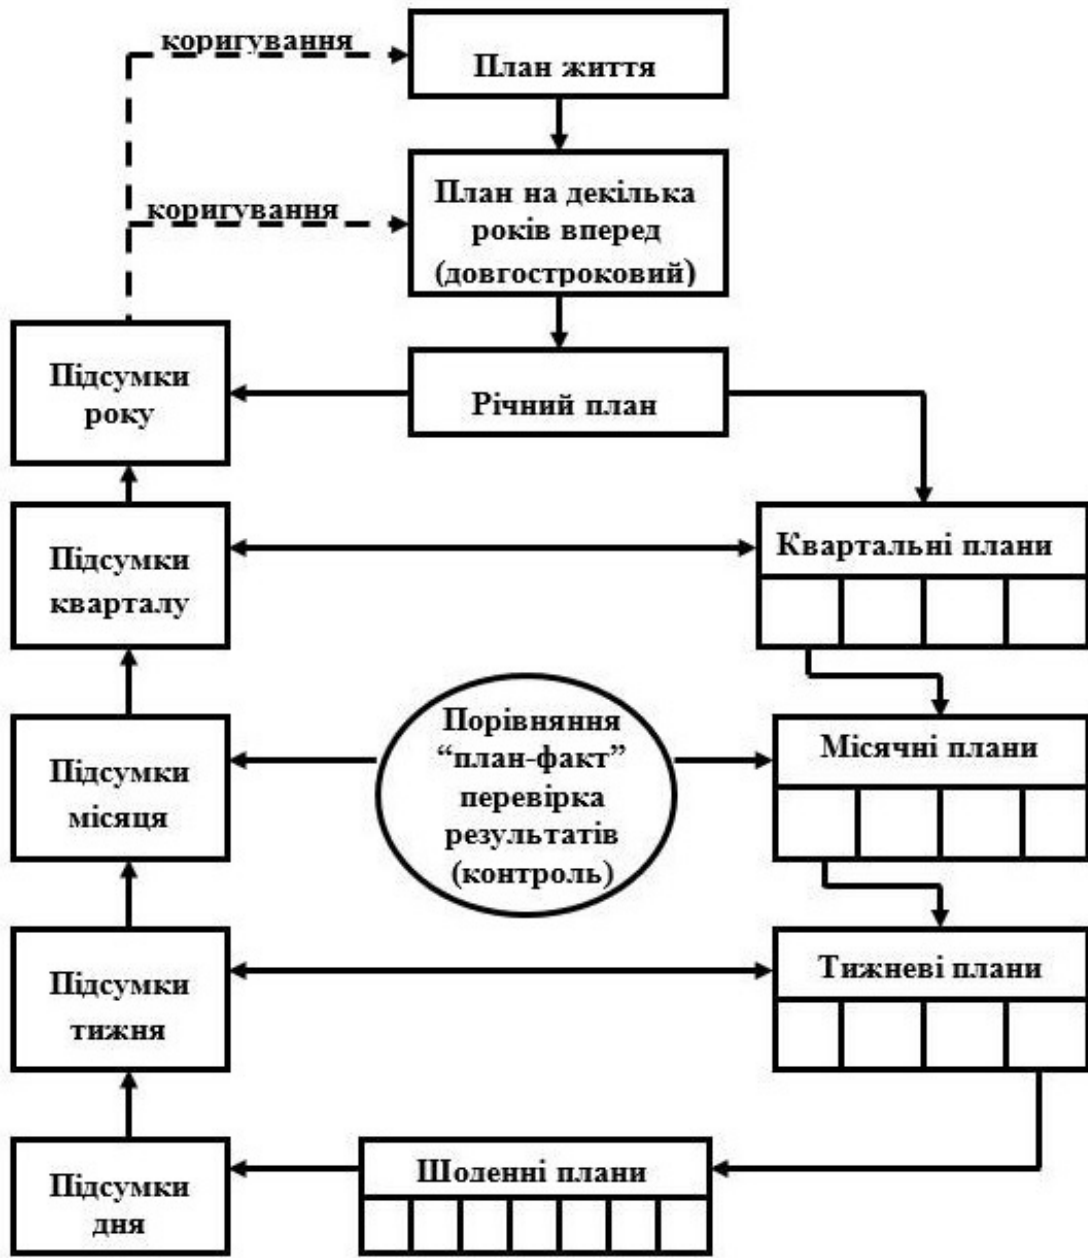 коригування
План життя
План на декілька
років вперед
(довгостроковий)
коригування
Підсумки
року
Річний план
Підсумки
кварталу
Квартальні плани
Порівняння
“план-факт”
перевірка
результатів
(контроль)
Підсумки
місяця
Місячні плани
Підсумки
тижня
Тижневі плани
Підсумки
дня
Щоденні плани